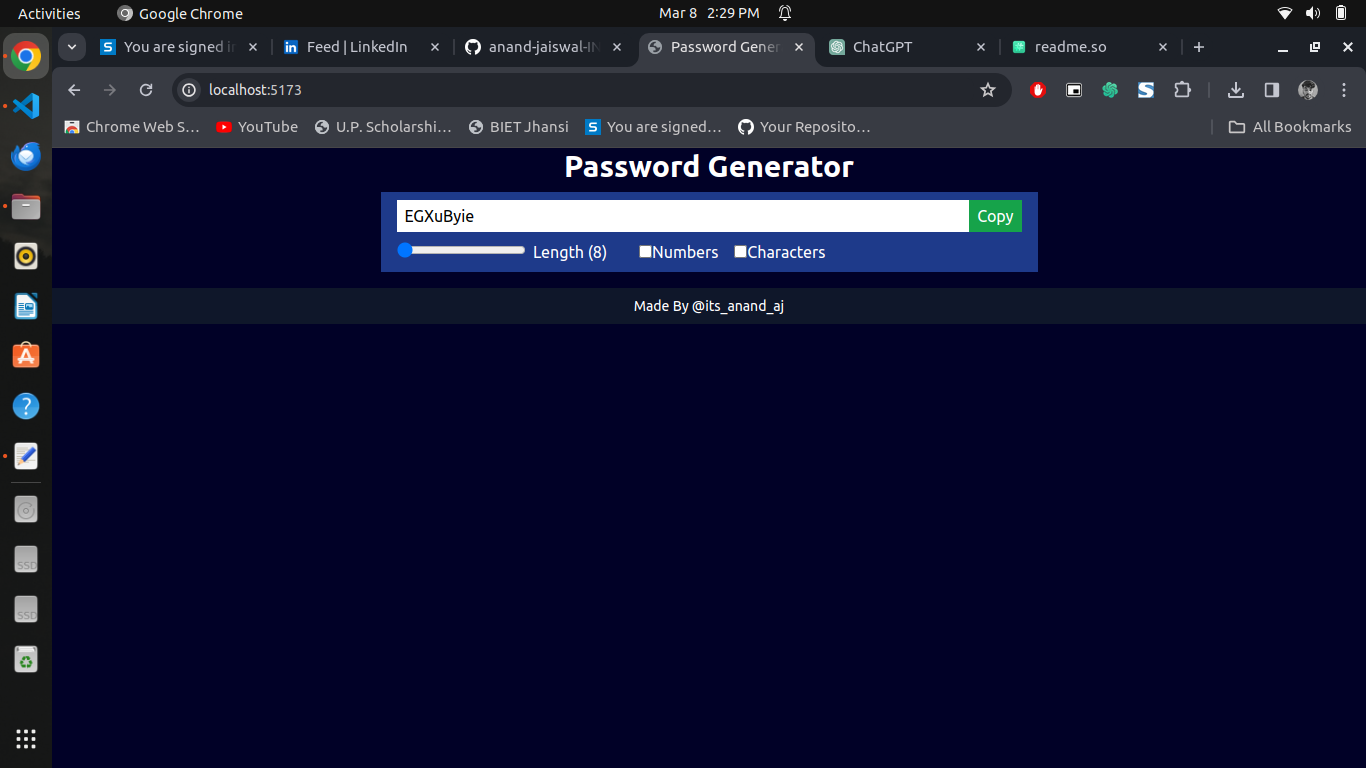 Activities Google Chrome Mar 8 2:29 PM
You are signed in Feed | LinkedIn anand-jaiswal-IN Password Gener ChatGPT readme.so
localhost:5173
Chrome Web S… YouTube U.P. Scholarshi… BIET Jhansi You are signed… Your Reposito… All Bookmarks
Password Generator
EGXuByie Copy
Length (8) Numbers Characters
Made By @its_anand_aj
SSD
SSD